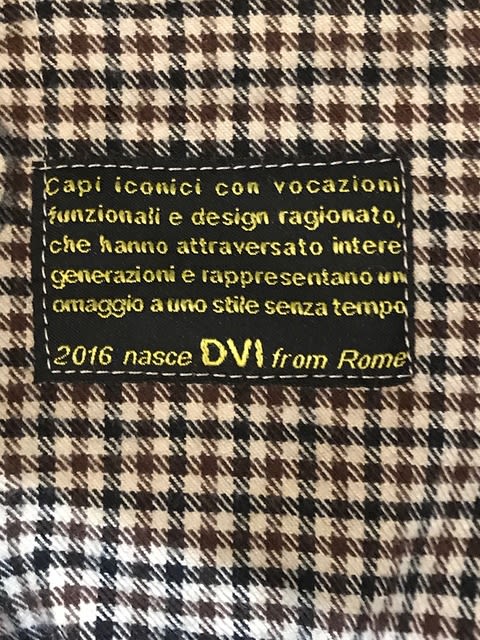 Capi iconici con vocazioni
funzionali e design ragionato,
che hanno attraversato intere
generazioni e rappresentano un
omaggio a uno stile senza tempo
2016 nasce DVI from Rome